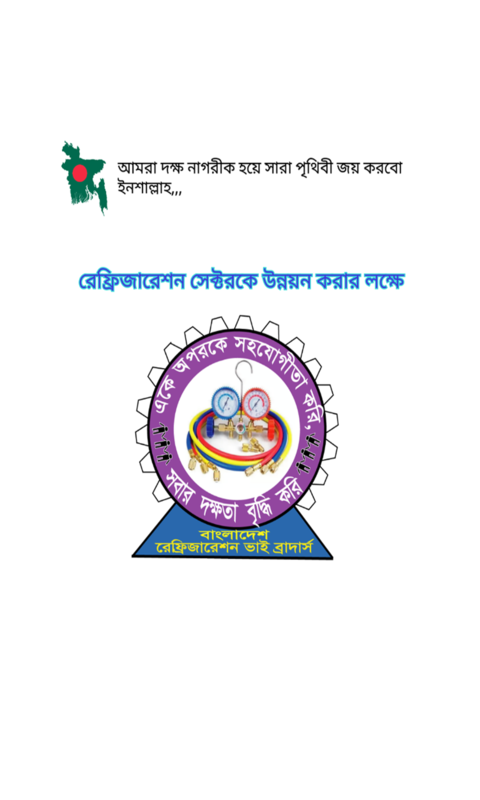 আমরা দক্ষ নাগরীক হয়ে সারা পৃথিবী জয় করবো
ইনশাল্লাহ,,,
রেফ্রিজারেশন সেক্টরকে উন্নয়ন করার লক্ষে
একে অপরকে সহযোগীতা করি,
সবার দক্ষতা বৃদ্ধি করি
বাংলাদেশ
রেফ্রিজারেশন ভাই ব্রাদার্স